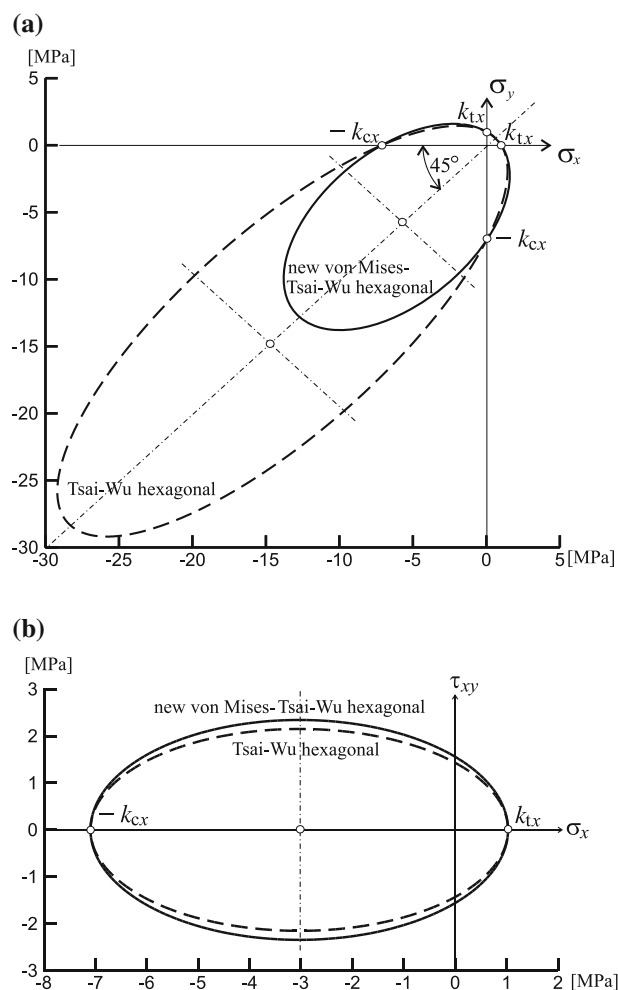 (a)
[MPa]
5
0
-5
-10
-15
-20
-25
-30
σy
ktx
ktx
σx
– kcx
45°
– kcx
new von Mises-
Tsai-Wu hexagonal
Tsai-Wu hexagonal
-30 -25 -20 -15 -10 -5 0 5 [MPa]
(b)
[MPa]
3
2
1
0
-1
-2
-3
τxy
new von Mises-Tsai-Wu hexagonal
Tsai-Wu hexagonal
– kcx
ktx
σx
-8 -7 -6 -5 -4 -3 -2 -1 0 1 2
[MPa]